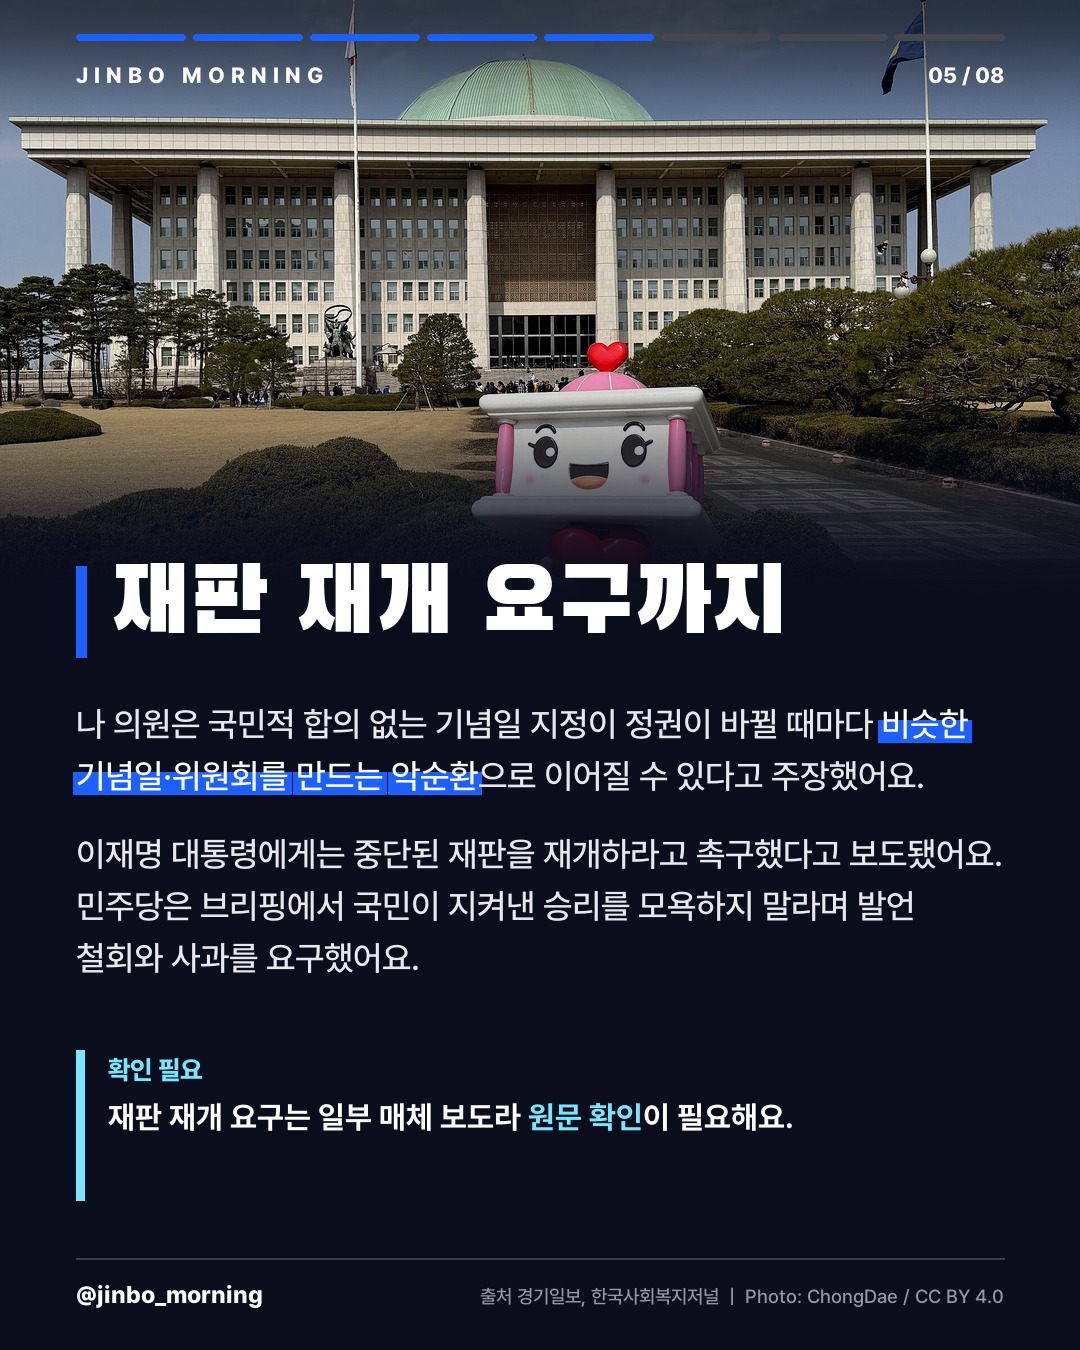 JINBO MORNING
05 / 08
재판 재개 요구까지
나 의원은 국민적 합의 없는 기념일 지정이 정권이 바뀔 때마다 비슷한
기념일·위원회를 만드는 악순환으로 이어질 수 있다고 주장했어요.
이재명 대통령에게는 중단된 재판을 재개하라고 촉구했다고 보도됐어요.
민주당은 브리핑에서 국민이 지켜낸 승리를 모욕하지 말라며 발언
철회와 사과를 요구했어요.
확인 필요
재판 재개 요구는 일부 매체 보도라 원문 확인이 필요해요.
@jinbo_morning
출처 경기일보, 한국사회복지저널 | Photo: ChongDae / CC BY 4.0